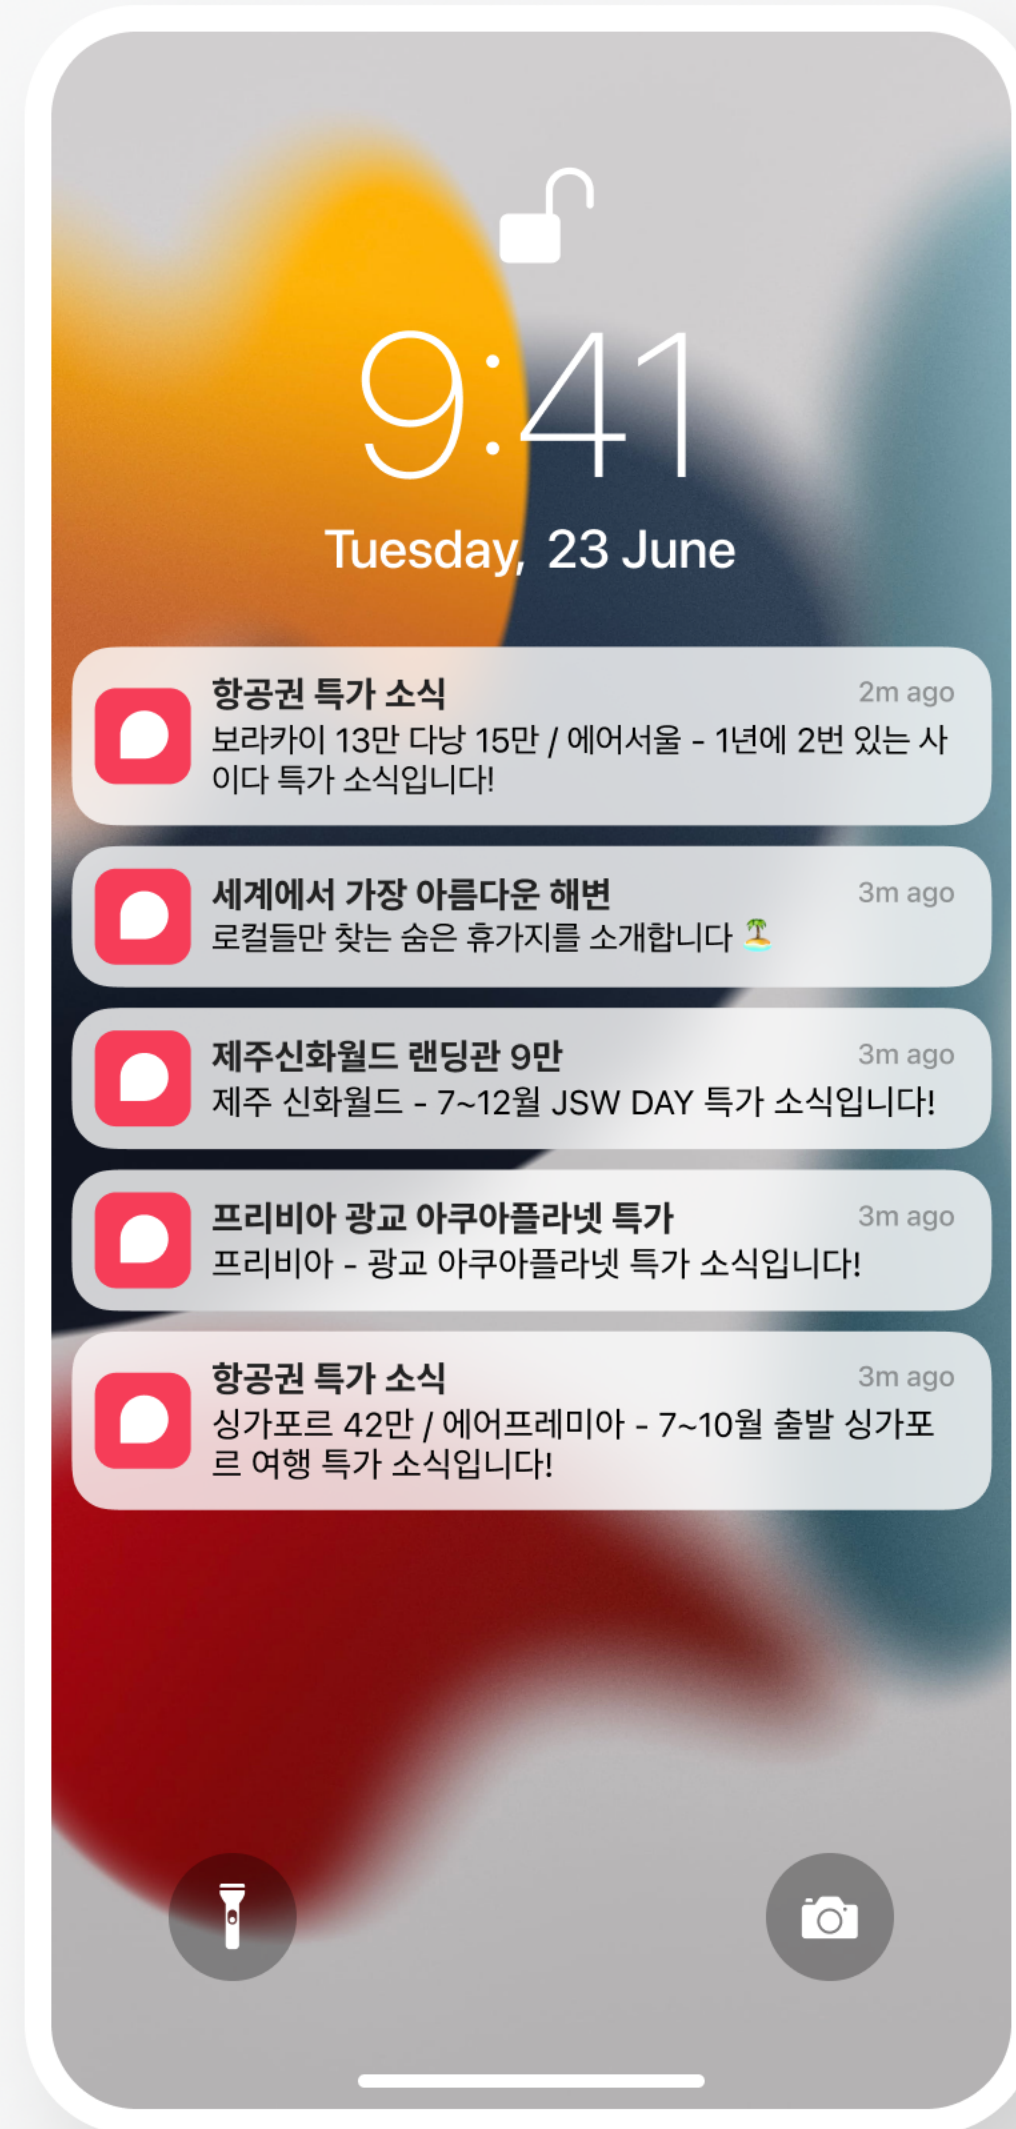 9:41
Tuesday, 23 June
항공권 특가 소식
2m ago
보라카이 13만 다낭 15만 / 에어서울 - 1년에 2번 있는 사
이다 특가 소식입니다!
세계에서 가장 아름다운 해변
3m ago
로컬들만 찾는 숨은 휴가지를 소개합니다 🏝️
제주신화월드 랜딩관 9만
3m ago
제주 신화월드 - 7~12월 JSW DAY 특가 소식입니다!
프리비아 광교 아쿠아플라넷 특가
3m ago
프리비아 - 광교 아쿠아플라넷 특가 소식입니다!
항공권 특가 소식
3m ago
싱가포르 42만 / 에어프레미아 - 7~10월 출발 싱가포
르 여행 특가 소식입니다!